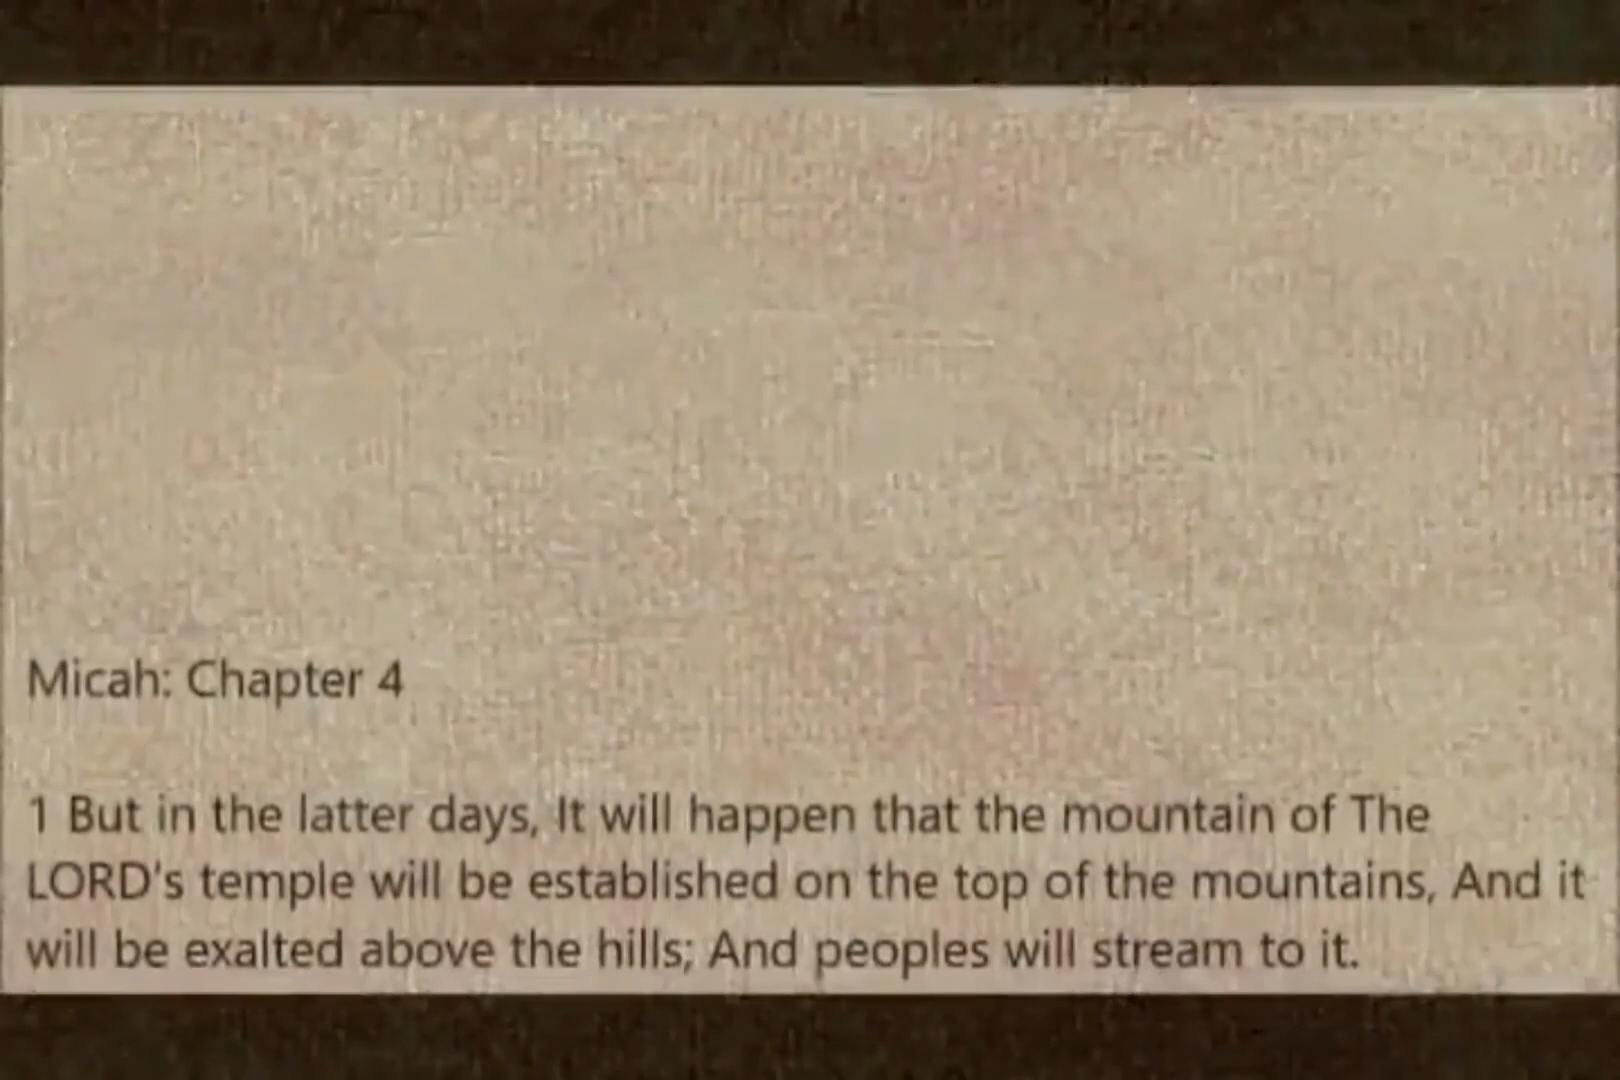 Micah: Chapter 4
1 But in the latter days, It will happen that the mountain of The
LORD's temple will be established on the top of the mountains, And it
will be exalted above the hills; And peoples will stream to it.